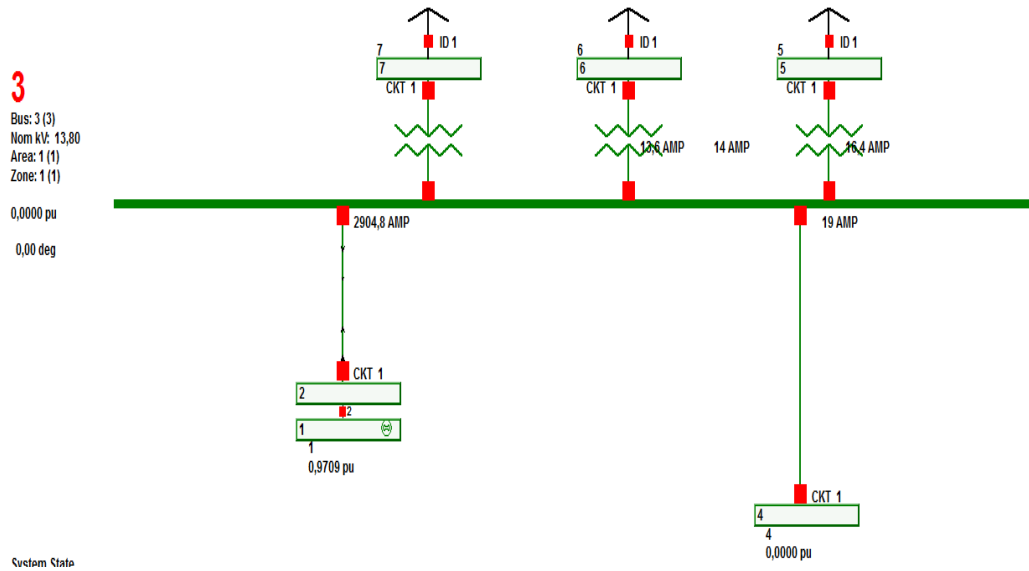 7
ID 1
7
CKT 1
6
ID 1
6
CKT 1
5
ID 1
5
CKT 1
3
Bus: 3 (3)
Nom kV: 13,80
Area: 1 (1)
Zone: 1 (1)
13,6 AMP
14 AMP
16,4 AMP
0,0000 pu
0,00 deg
2904,8 AMP
19 AMP
CKT 1
2
2
1
1
0,9709 pu
CKT 1
4
4
0,0000 pu
System State